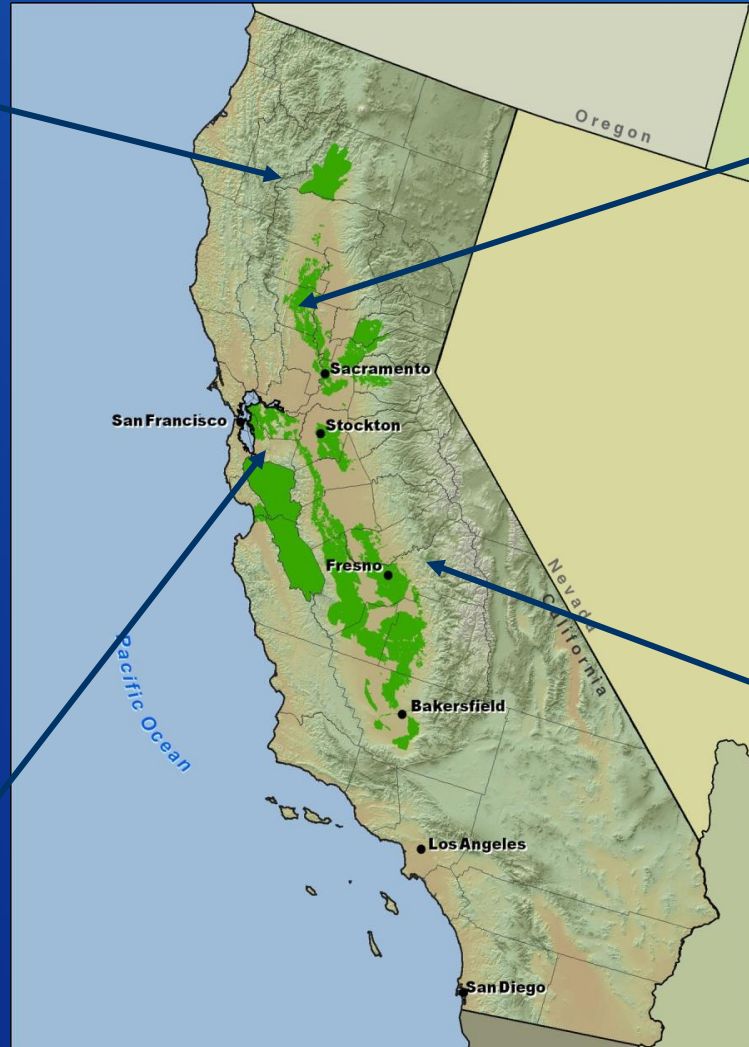 Oregon
Sacramento
San Francisco
Stockton
Fresno
Nevada
California
Pacific Ocean
Bakersfield
Los Angeles
San Diego